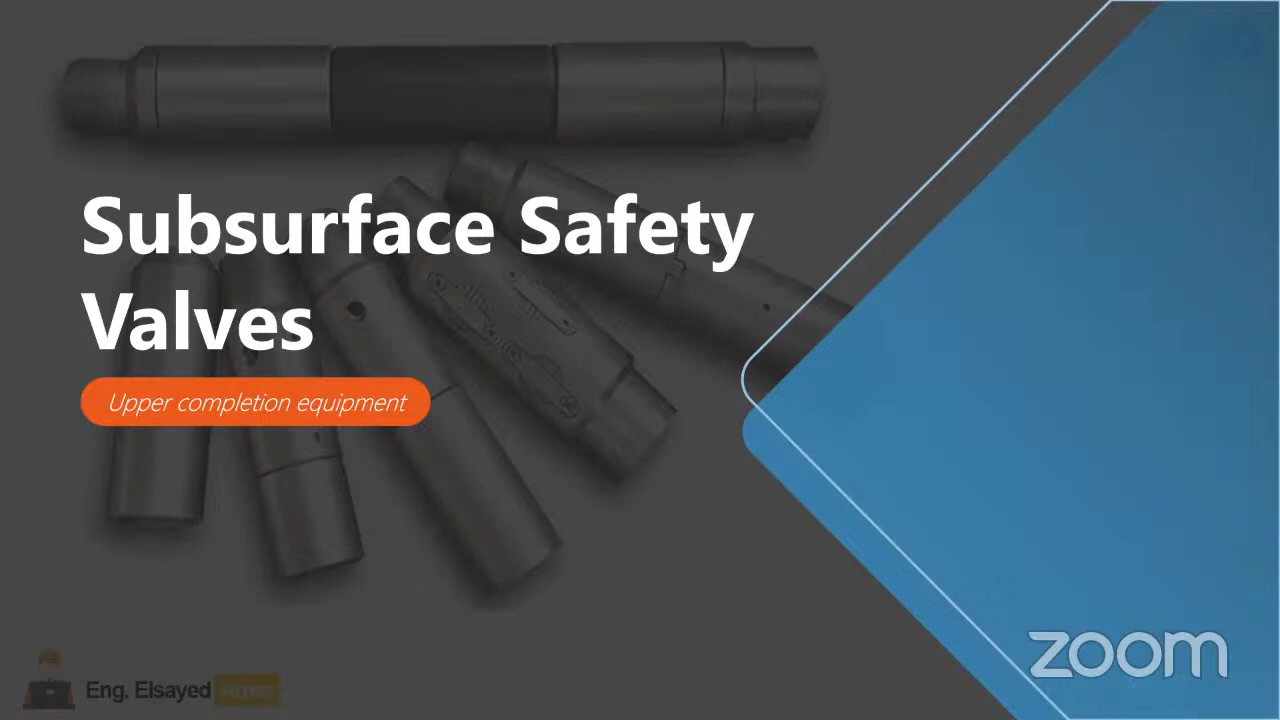 Subsurface Safety
Valves
Upper completion equipment
Eng. Elsayed
zoom